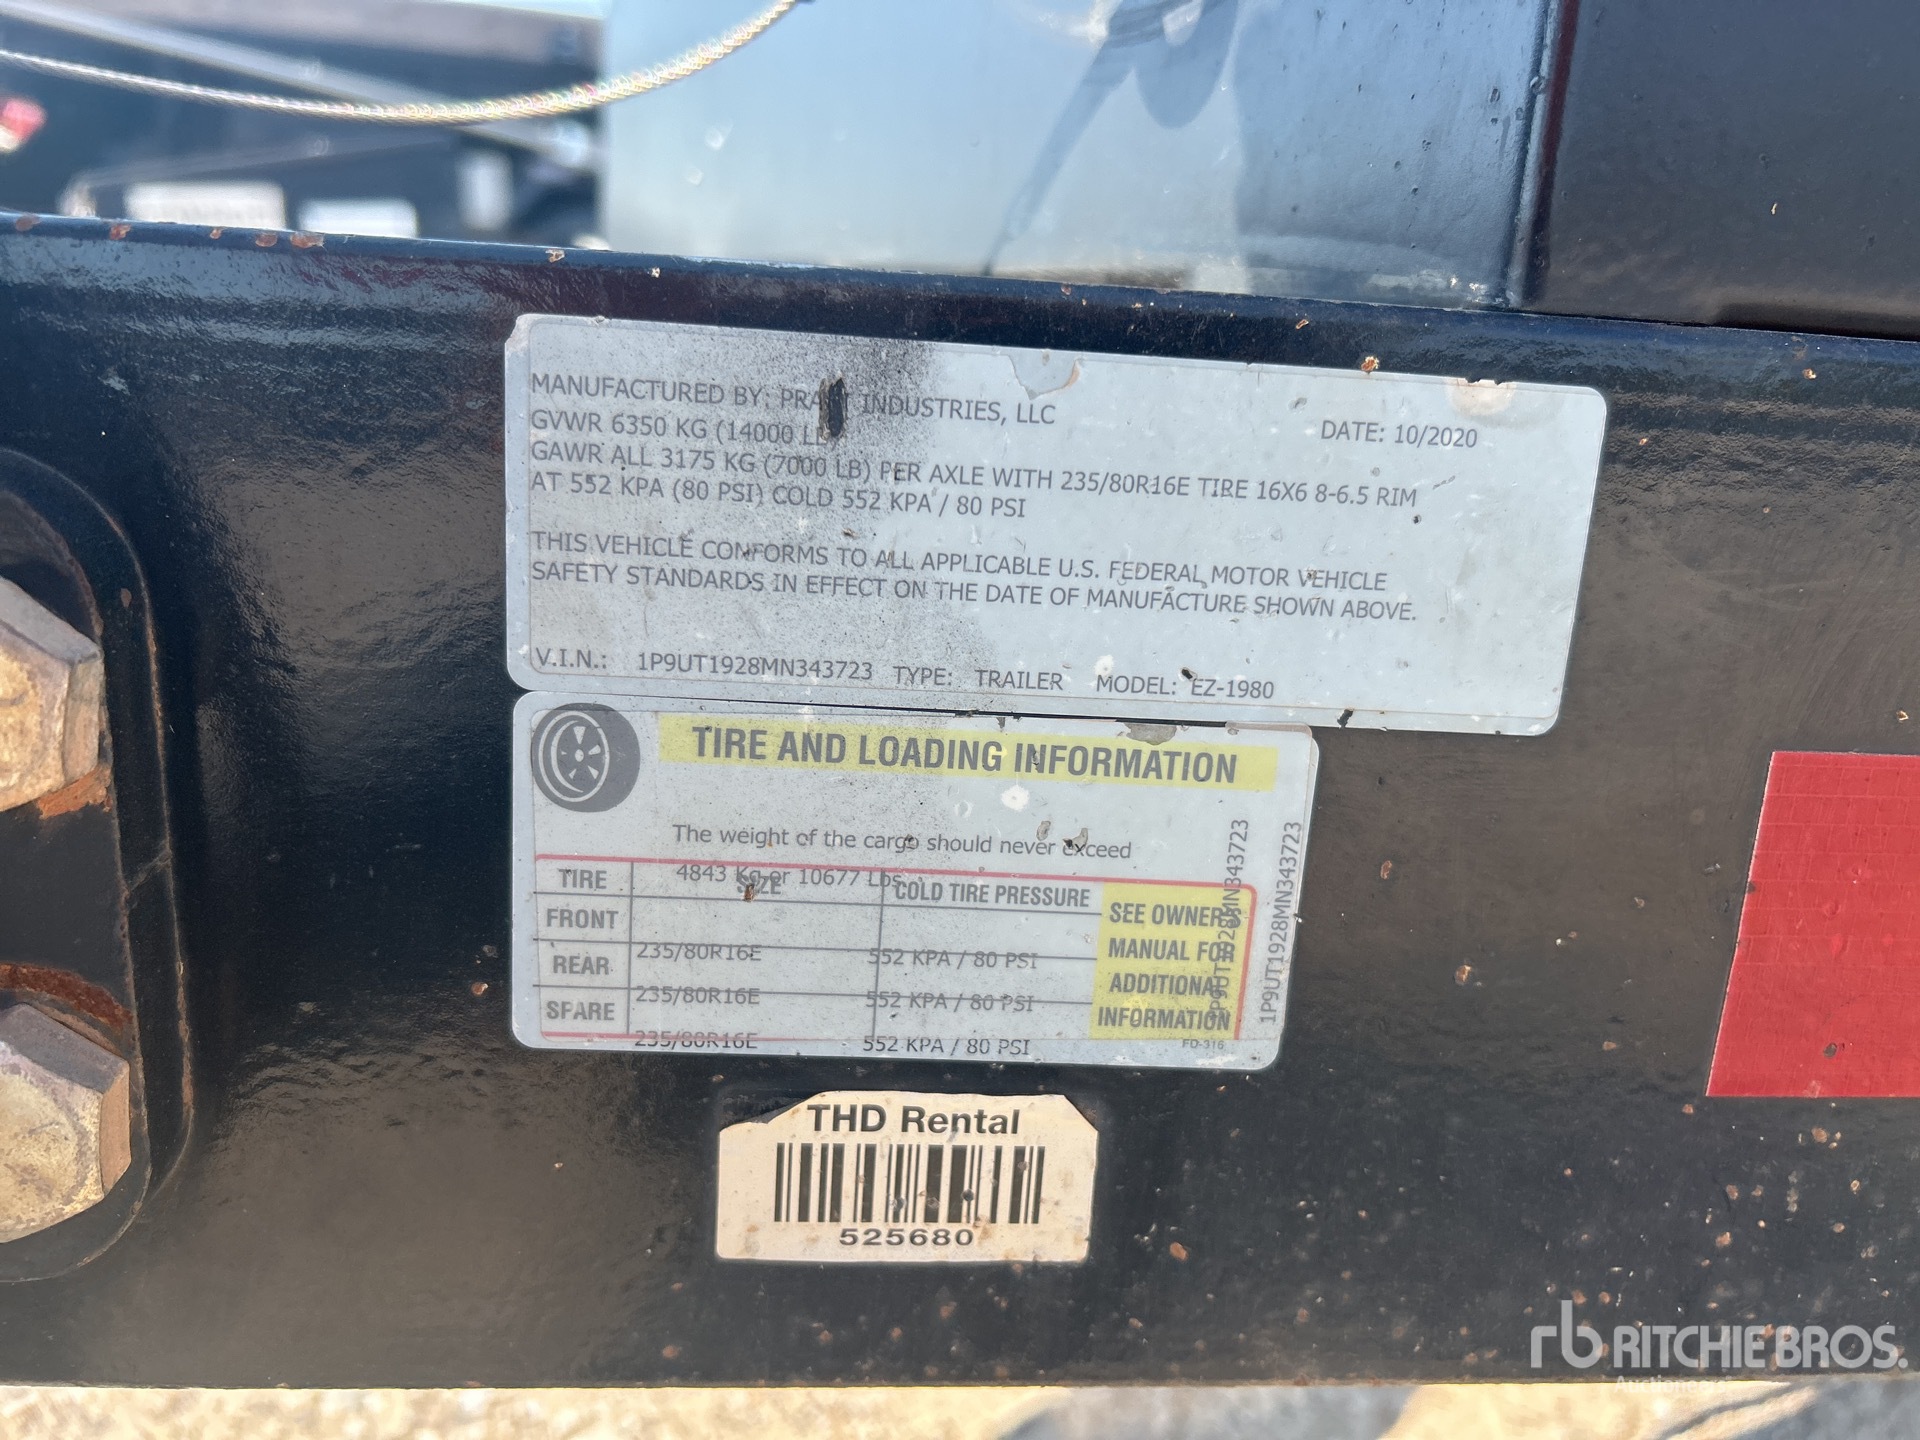 MANUFACTURED BY: INDUSTRIES, LLC
DATE: 10/2020
GVWR 6350 KG (14000
GAWR ALL 3175 KG (7000 LB) PER AXLE WITH 235/80R16E TIRE 16X6 8-6.5 RIM
AT 552 KPA (80 PSI) COLD 552 KPA / 80 PSI
THIS VEHICLE CONFORMS TO ALL APPLICABLE U.S. FEDERAL MOTOR VEHICLE
SAFETY STANDARDS IN EFFECT ON THE DATE OF MANUFACTURE SHOWN ABOVE.
V.I.N.: 1P9UT1928MN343723 TYPE: TRAILER MODEL: EZ-1980
TIRE AND LOADING INFORMATION
The weight of the cargo should never exceed
4843 Kg or 10677 Lbs
TIRE SIZE COLD TIRE PRESSURE
FRONT 235/80R16E 552 KPA / 80 PSI
REAR 235/80R16E 552 KPA / 80 PSI
SPARE 235/80R16E 552 KPA / 80 PSI
SEE OWNERS
MANUAL FOR
ADDITIONAL
INFORMATION
FO-316
1P9UT1928MN343723
1P9UT1928MN343723
THD Rental
525680
rb RITCHIE BROS.
Auctioneers